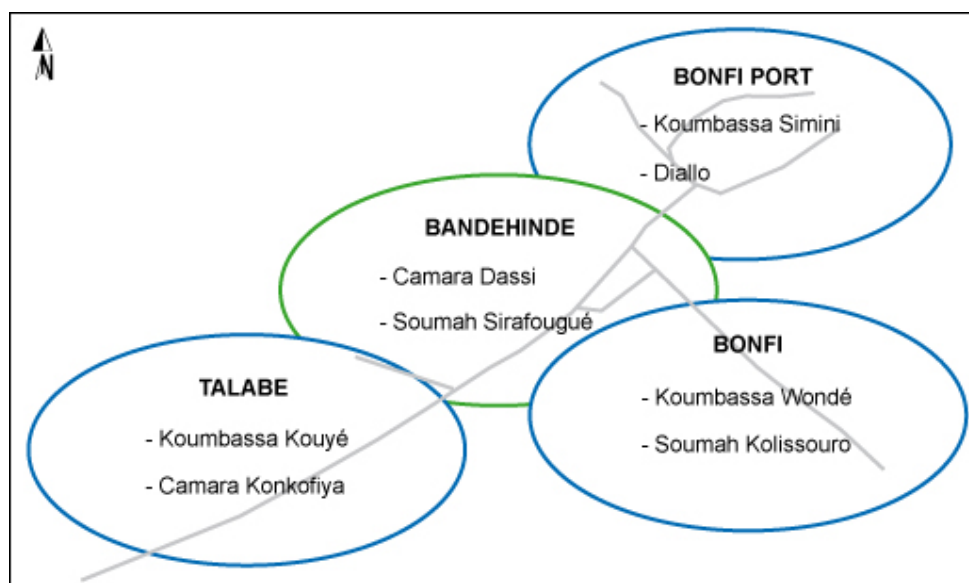 N
BONFI PORT
- Koumbassa Simini
- Diallo
BANDEHINDE
- Camara Dassi
- Soumah Sirafougué
BONFI
- Koumbassa Wondé
- Soumah Kolissouro
TALABE
- Koumbassa Kouyé
- Camara Konkofiya